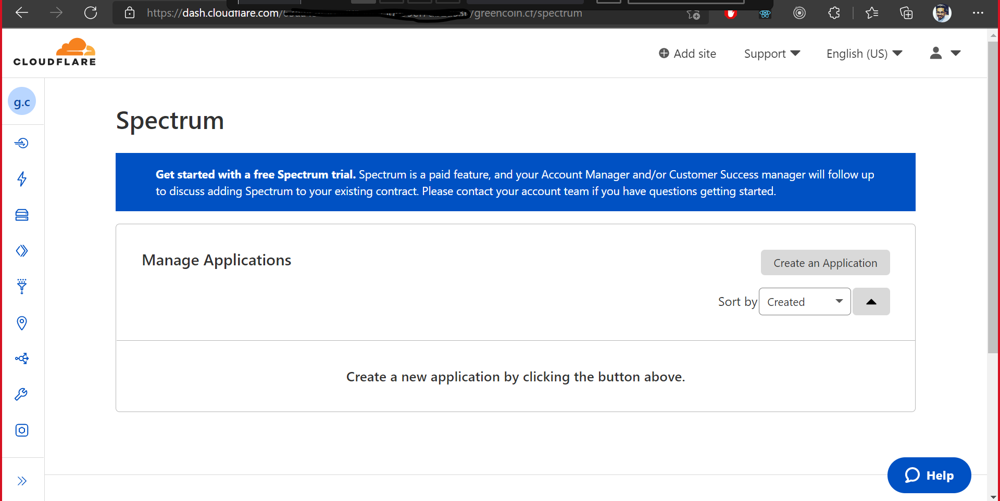 https://dash.cloudflare.com/ /greencoin.cf/spectrum
CLOUDFLARE
Add site
Support
English (US)
g.c
Spectrum
Get started with a free Spectrum trial. Spectrum is a paid feature, and your Account Manager and/or Customer Success manager will follow up
to discuss adding Spectrum to your existing contract. Please contact your account team if you have questions getting started.
Manage Applications
Create an Application
Sort by
Created
Create a new application by clicking the button above.
Help